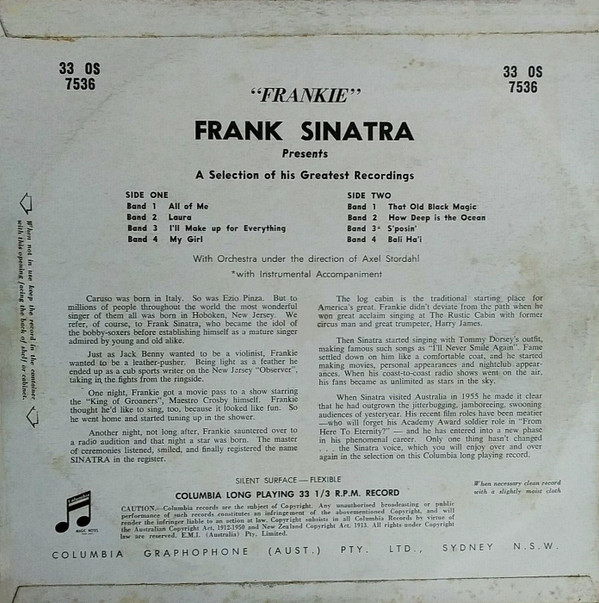 33 OS
7536
33 OS
7536
"FRANKIE"
FRANK SINATRA
Presents
A Selection of his Greatest Recordings
SIDE ONE
Band 1 All of Me
Band 2 Laura
Band 3 I'll Make up for Everything
Band 4 My Girl
SIDE TWO
Band 1 That Old Black Magic
Band 2 How Deep is the Ocean
Band 3* S'posin'
Band 4 Bali Ha'i
With Orchestra under the direction of Axel Stordahl
*with Instrumental Accompaniment
When not in use keep the record in the container
with this opening facing the back of shelf or cabinet.
Caruso was born in Italy. So was Ezio Pinza. But to
millions of people throughout the world the most wonderful
singer of them all was born in Hoboken, New Jersey. We
refer, of course, to Frank Sinatra, who became the idol of
the bobby-soxers before establishing himself as a mature singer
admired by young and old alike.
Just as Jack Benny wanted to be a violinist, Frankie
wanted to be a leather-pusher. Being light as a feather he
ended up as a cub sports writer on the New Jersey "Observer",
taking in the fights from the ringside.
One night, Frankie got a movie pass to a show starring
the "King of Groaners", Maestro Crosby himself. Frankie
thought he'd like to sing, too, because it looked like fun. So
he went home and started tuning up in the shower.
Another night, not long after, Frankie sauntered over to
a radio audition and that night a star was born. The master
of ceremonies listened, smiled, and finally registered the name
SINATRA in the register.
The log cabin is the traditional starting place for
America's great. Frankie didn't deviate from the path when he
won great acclaim singing at The Rustic Cabin with former
circus man and great trumpeter, Harry James.
Then Sinatra started singing with Tommy Dorsey's outfit,
making famous such songs as "I'll Never Smile Again". Fame
settled down on him like a comfortable coat, and he started
making movies, personal appearances and nightclub appear-
ances. When his coast-to-coast radio shows went on the air,
his fans became as unlimited as stars in the sky.
When Sinatra visited Australia in 1955 he made it clear
that he had outgrown the jitterbugging, jamboreeing, swooning
audiences of yesteryear. His recent film roles have been meatier
—who will forget his Academy Award soldier role in "From
Here To Eternity?" — and he has entered into a new phase
in his phenomenal career. Only one thing hasn't changed
. . . the Sinatra voice, which you will enjoy over and over
again in the selection on this Columbia long playing record.
SILENT SURFACE – FLEXIBLE
COLUMBIA LONG PLAYING 33 1/3 R.P.M. RECORD
When necessary clean record
with a slightly moist cloth
Columbia
CAUTION.—Columbia records are the subject of Copyright. Any unauthorised broadcasting or public
performance of such records constitutes an infringement of the abovementioned Copyright, and will
render the infringer liable to an action at law. Copyright subsists in all Columbia Records by virtue of
the Australian Copyright Act, 1912-1950 and New Zealand Copyright Act, 1913. All rights under Copyright
law are reserved. E.M.I. (Australia) Pty. Limited.
COLUMBIA GRAPHOPHONE (AUST.) PTY. LTD., SYDNEY N.S.W.